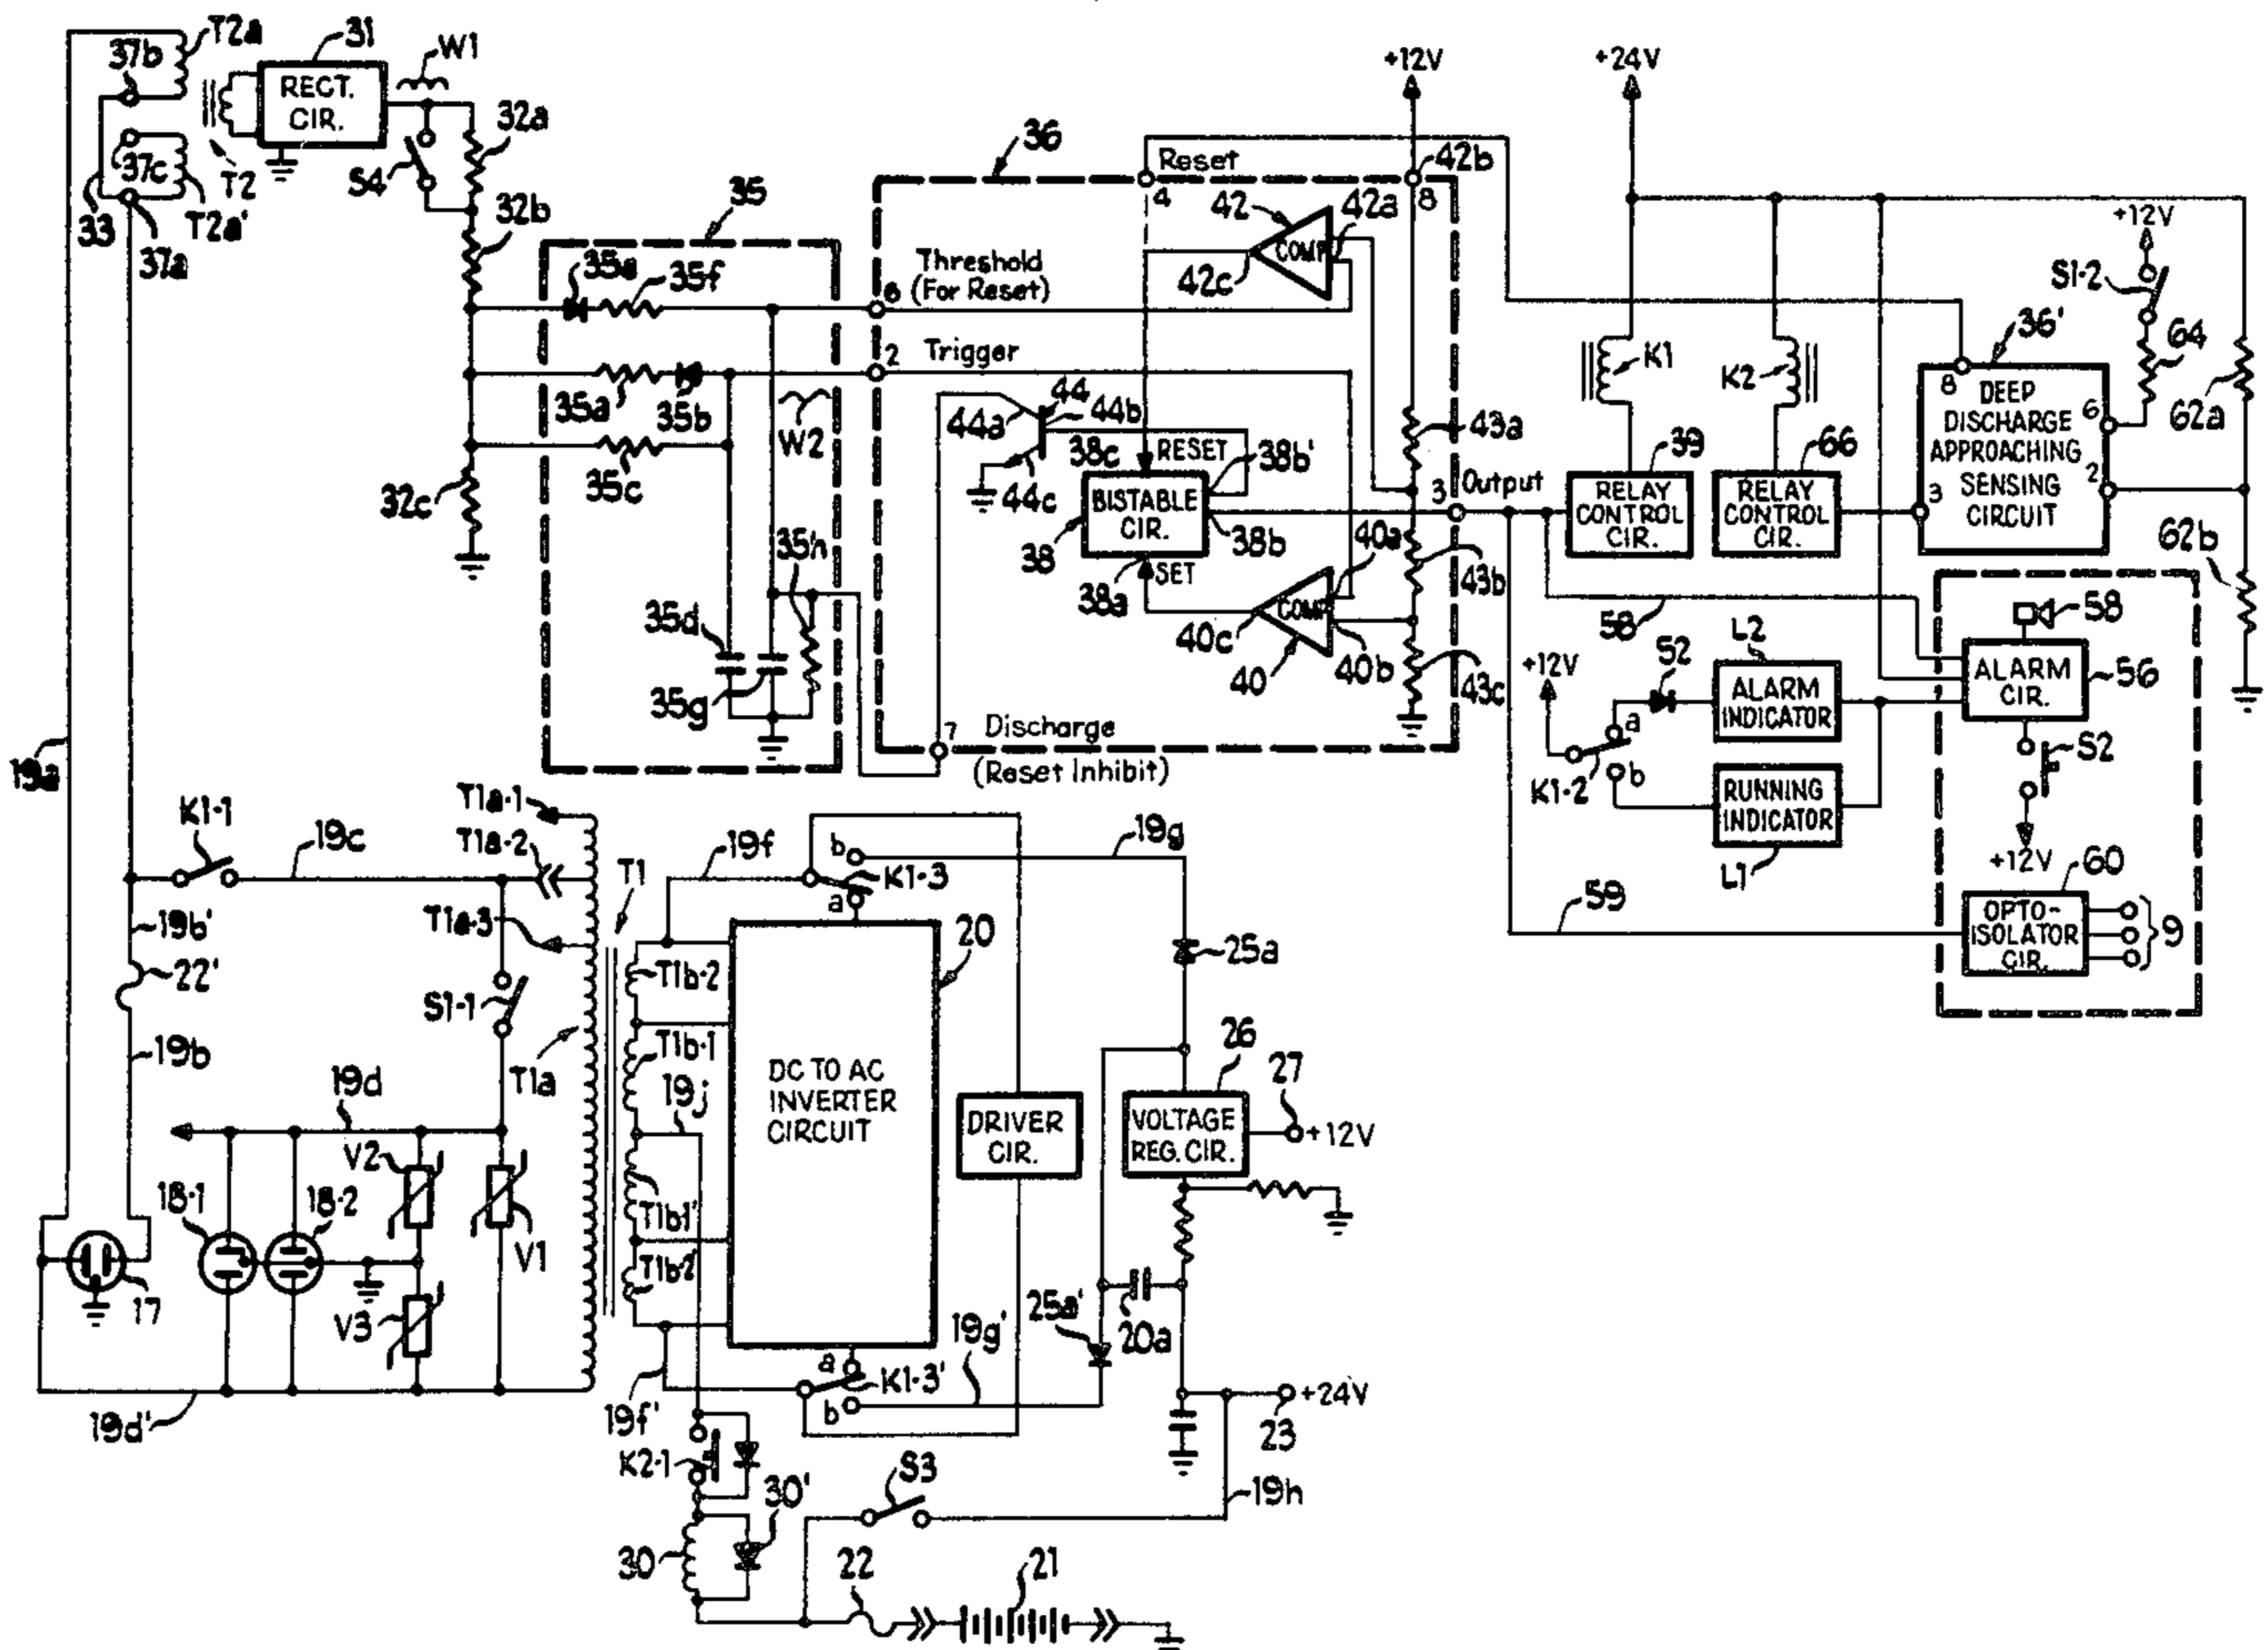 T2a
37b
31
W1
RECT.
CIR.
32a
S4
37c
T2
T2a'
33
37a
32b
35
36
+12V
+24V
Reset
4
42b
8
42
42a
COMP
42c
Threshold
(For Reset)
6
35e
35f
2
Trigger
35a
35b
W2
35c
32c
44
44a
44b
44c
38c
RESET
38b'
BISTABLE
CIR.
38
38b
38a
SET
43a
3
Output
40a
43b
COMP
40c
40
40b
43c
35h
35d
35g
7
Discharge
(Reset Inhibit)
K1
K2
39
66
RELAY
CONTROL
CIR.
RELAY
CONTROL
CIR.
+12V
S1-2
36'
64
8
DEEP
DISCHARGE
APPROACHING
SENSING
CIRCUIT
6
2
3
62a
62b
58
58
L2
52
+12V
ALARM
INDICATOR
ALARM
CIR.
56
a
b
K1-2
RUNNING
INDICATOR
L1
S2
+12V
60
59
OPTO-
ISOLATOR
CIR.
9
19a
K1-1
19c
T1a-1
T1a-2
T1
T1a-3
19b'
22'
S1-1
19b
T1a
19d
V2
18-1
18-2
V1
V3
17
19d'
19f
b
K1-3
a
19g
20
T1b-2
T1b-1
19j
DC TO AC
INVERTER
CIRCUIT
T1b-1'
T1b-2'
DRIVER
CIR.
25a
26
27
VOLTAGE
REG. CIR.
+12V
25a'
20a
19g'
a
K1-3'
b
19f'
+24V
23
K2-1
30'
S3
19h
30
22
21